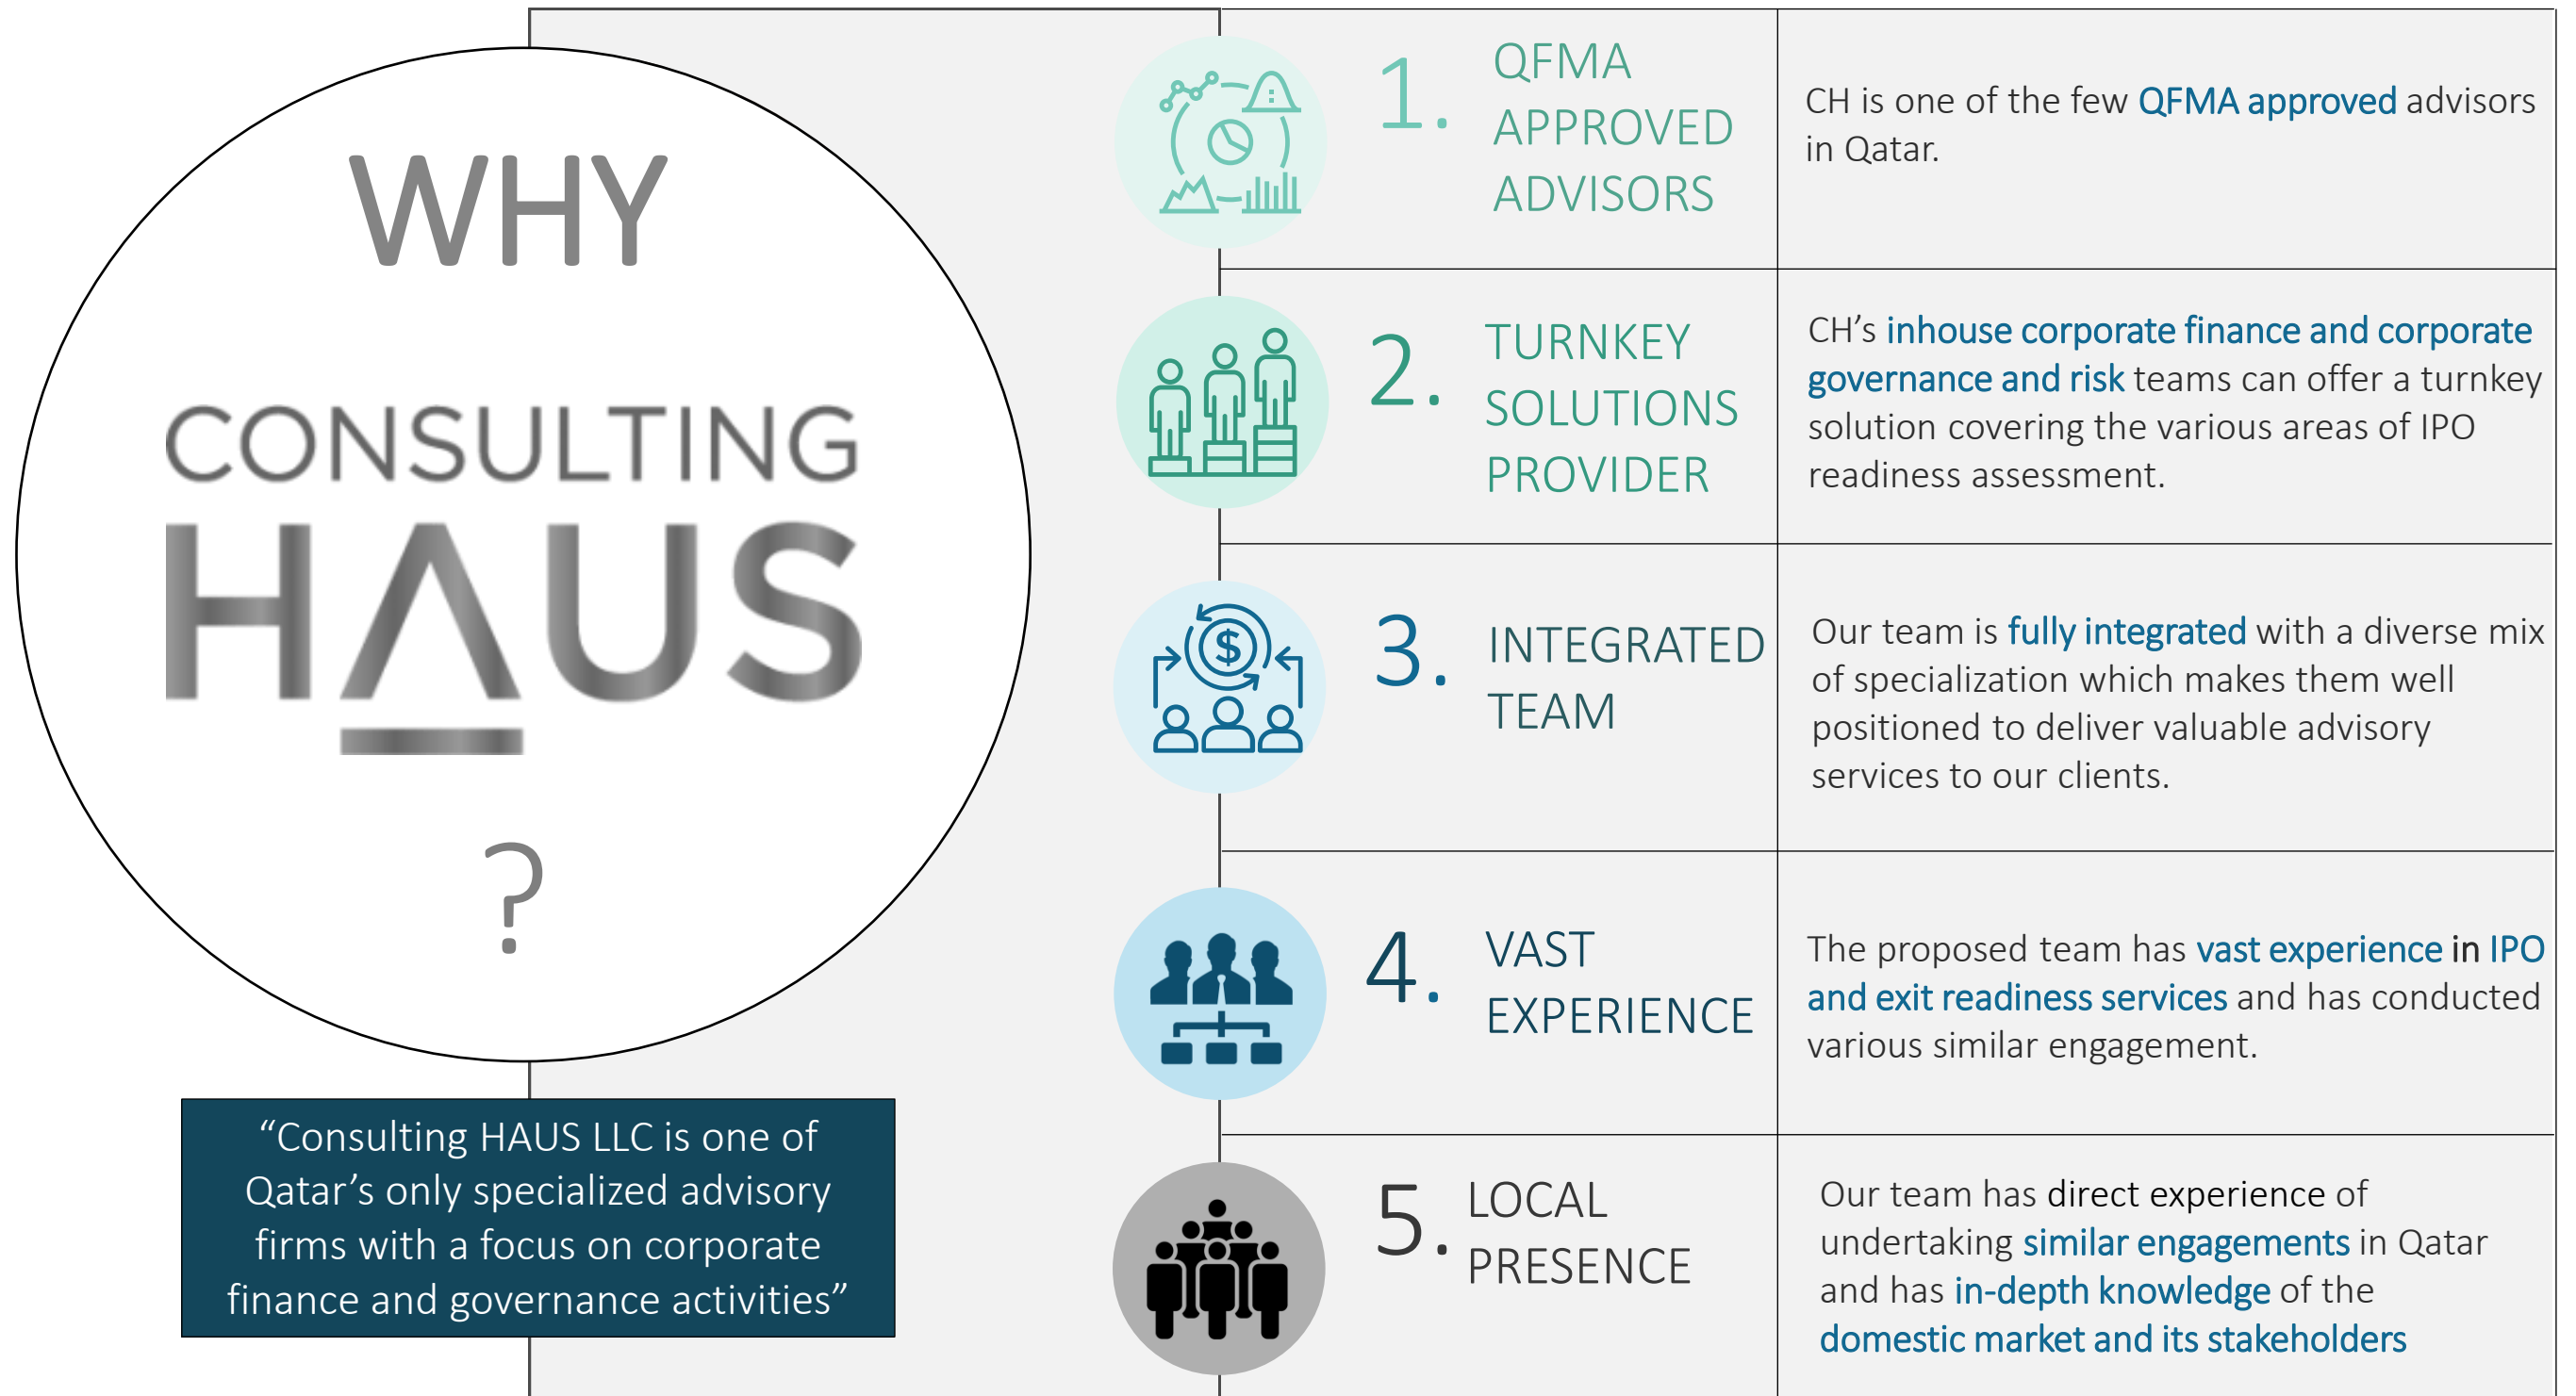 WHY
CONSULTING
HAUS
?
“Consulting HAUS LLC is one of
Qatar’s only specialized advisory
firms with a focus on corporate
finance and governance activities”
1.
QFMA
APPROVED
ADVISORS
CH is one of the few QFMA approved advisors
in Qatar.
2.
TURNKEY
SOLUTIONS
PROVIDER
CH’s inhouse corporate finance and corporate
governance and risk teams can offer a turnkey
solution covering the various areas of IPO
readiness assessment.
3.
INTEGRATED
TEAM
Our team is fully integrated with a diverse mix
of specialization which makes them well
positioned to deliver valuable advisory
services to our clients.
4.
VAST
EXPERIENCE
The proposed team has vast experience in IPO
and exit readiness services and has conducted
various similar engagement.
5.
LOCAL
PRESENCE
Our team has direct experience of
undertaking similar engagements in Qatar
and has in-depth knowledge of the
domestic market and its stakeholders
$